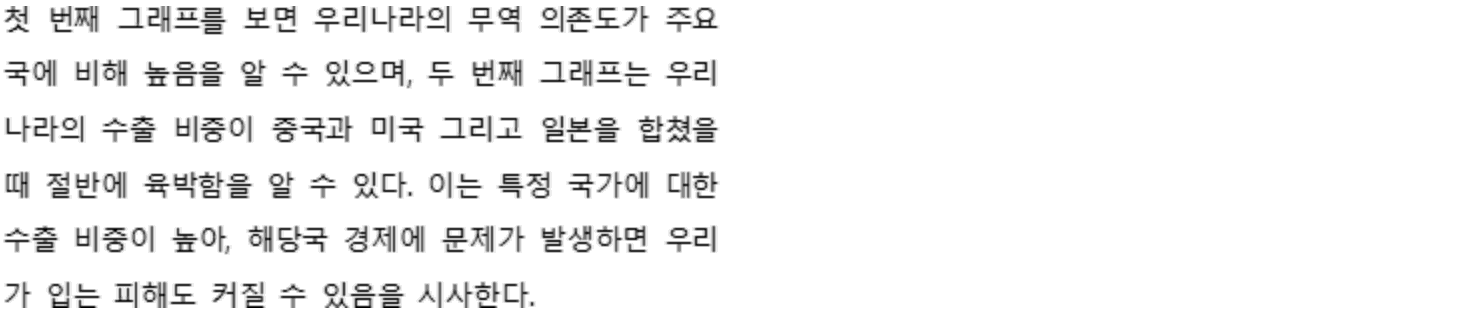 첫 번째 그래프를 보면 우리나라의 무역 의존도가 주요
국에 비해 높음을 알 수 있으며, 두 번째 그래프는 우리
나라의 수출 비중이 중국과 미국 그리고 일본을 합쳤을
때 절반에 육박함을 알 수 있다. 이는 특정 국가에 대한
수출 비중이 높아, 해당국 경제에 문제가 발생하면 우리
가 입는 피해도 커질 수 있음을 시사한다.